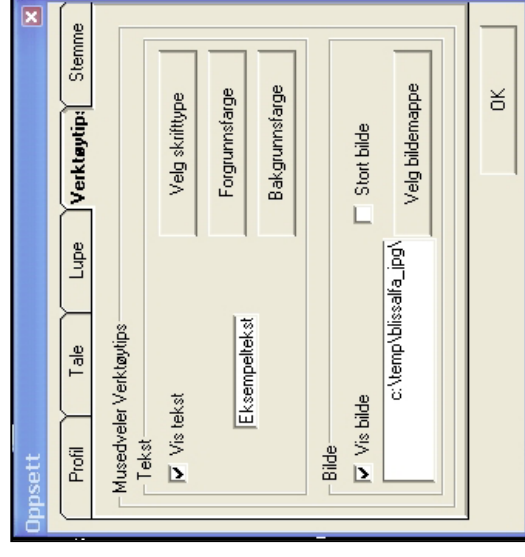 Oppsett
Profil
Tale
Lupe
Verktøytips
Stemme
Musedveler Verktøytips
Tekst
Vis tekst
Velg skrifttype
Eksempeltekst
Forgrunnsfarge
Bakgrunnsfarge
Bilde
Vis bilde
Stort bilde
c:\temp\blissalfa_jpg\
Velg bildemappe
OK